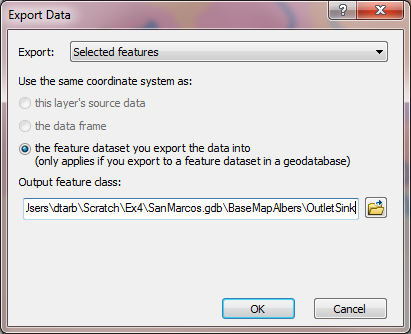 Export Data
Export: Selected features
Use the same coordinate system as:
this layer's source data
the data frame
the feature dataset you export the data into
(only applies if you export to a feature dataset in a geodatabase)
Output feature class:
Jsers\dtarb\Scratch\Ex4\SanMarcos.gdb\BaseMapAlbers\OutletSink
OK Cancel